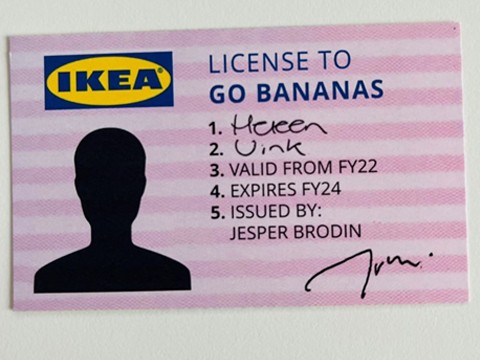 IKEA
LICENSE TO
GO BANANAS
1. Heleen
2. Uink
3. VALID FROM FY22
4. EXPIRES FY24
5. ISSUED BY:
JESPER BRODIN